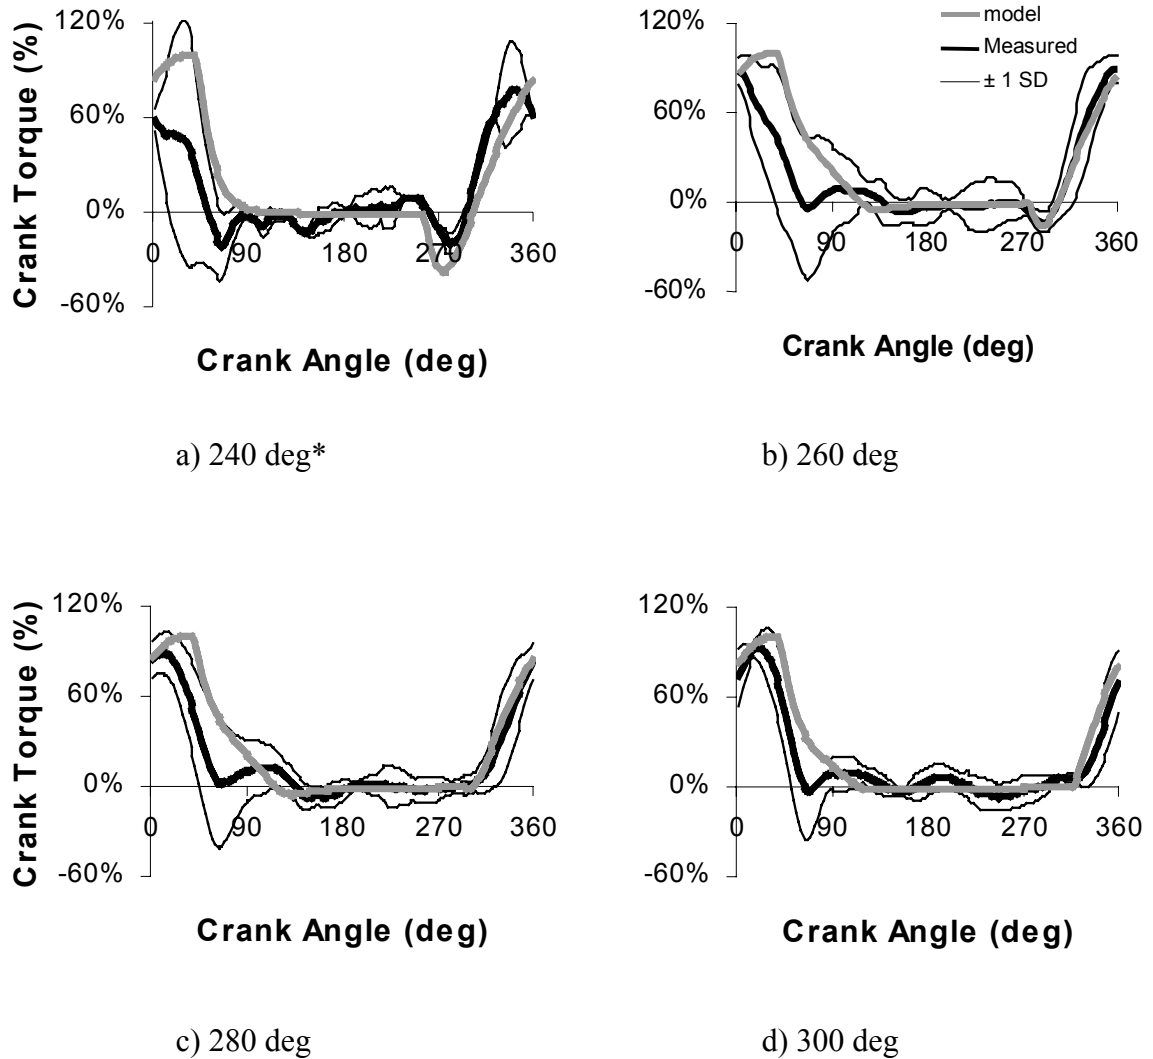 120%
60%
0%
-60%
0 90 180 270 360
Crank Torque (%)
Crank Angle (deg)
a) 240 deg*
120%
60%
0%
-60%
0 90 180 270 360
model
Measured
± 1 SD
Crank Angle (deg)
b) 260 deg
120%
60%
0%
-60%
0 90 180 270 360
Crank Torque (%)
Crank Angle (deg)
c) 280 deg
120%
60%
0%
-60%
0 90 180 270 360
Crank Angle (deg)
d) 300 deg